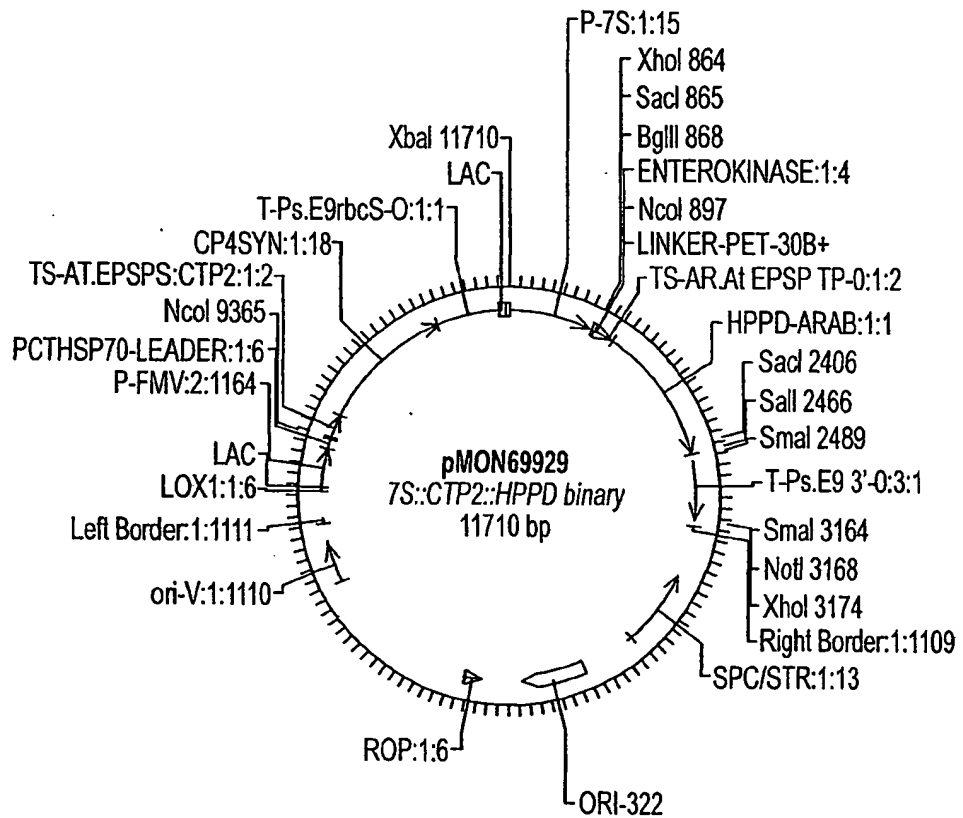 P-7S:1:15
XhoI 864
SacI 865
BglII 868
ENTEROKINASE:1:4
NcoI 897
LINKER-PET-30B+
TS-AR.At EPSP TP-0:1:2
HPPD-ARAB:1:1
SacI 2406
SalI 2466
SmaI 2489
T-Ps.E9 3'-0:3:1
SmaI 3164
NotI 3168
XhoI 3174
Right Border:1:1109
SPC/STR:1:13
ORI-322
ROP:1:6
ori-V:1:1110
Left Border:1:1111
LOX1:1:6
LAC
P-FMV:2:1164
PCTHSP70-LEADER:1:6
NcoI 9365
TS-AT.EPSPS:CTP2:1:2
CP4SYN:1:18
T-Ps.E9rbcS-O:1:1
LAC
XbaI 11710
pMON69929
7S::CTP2::HPPD binary
11710 bp